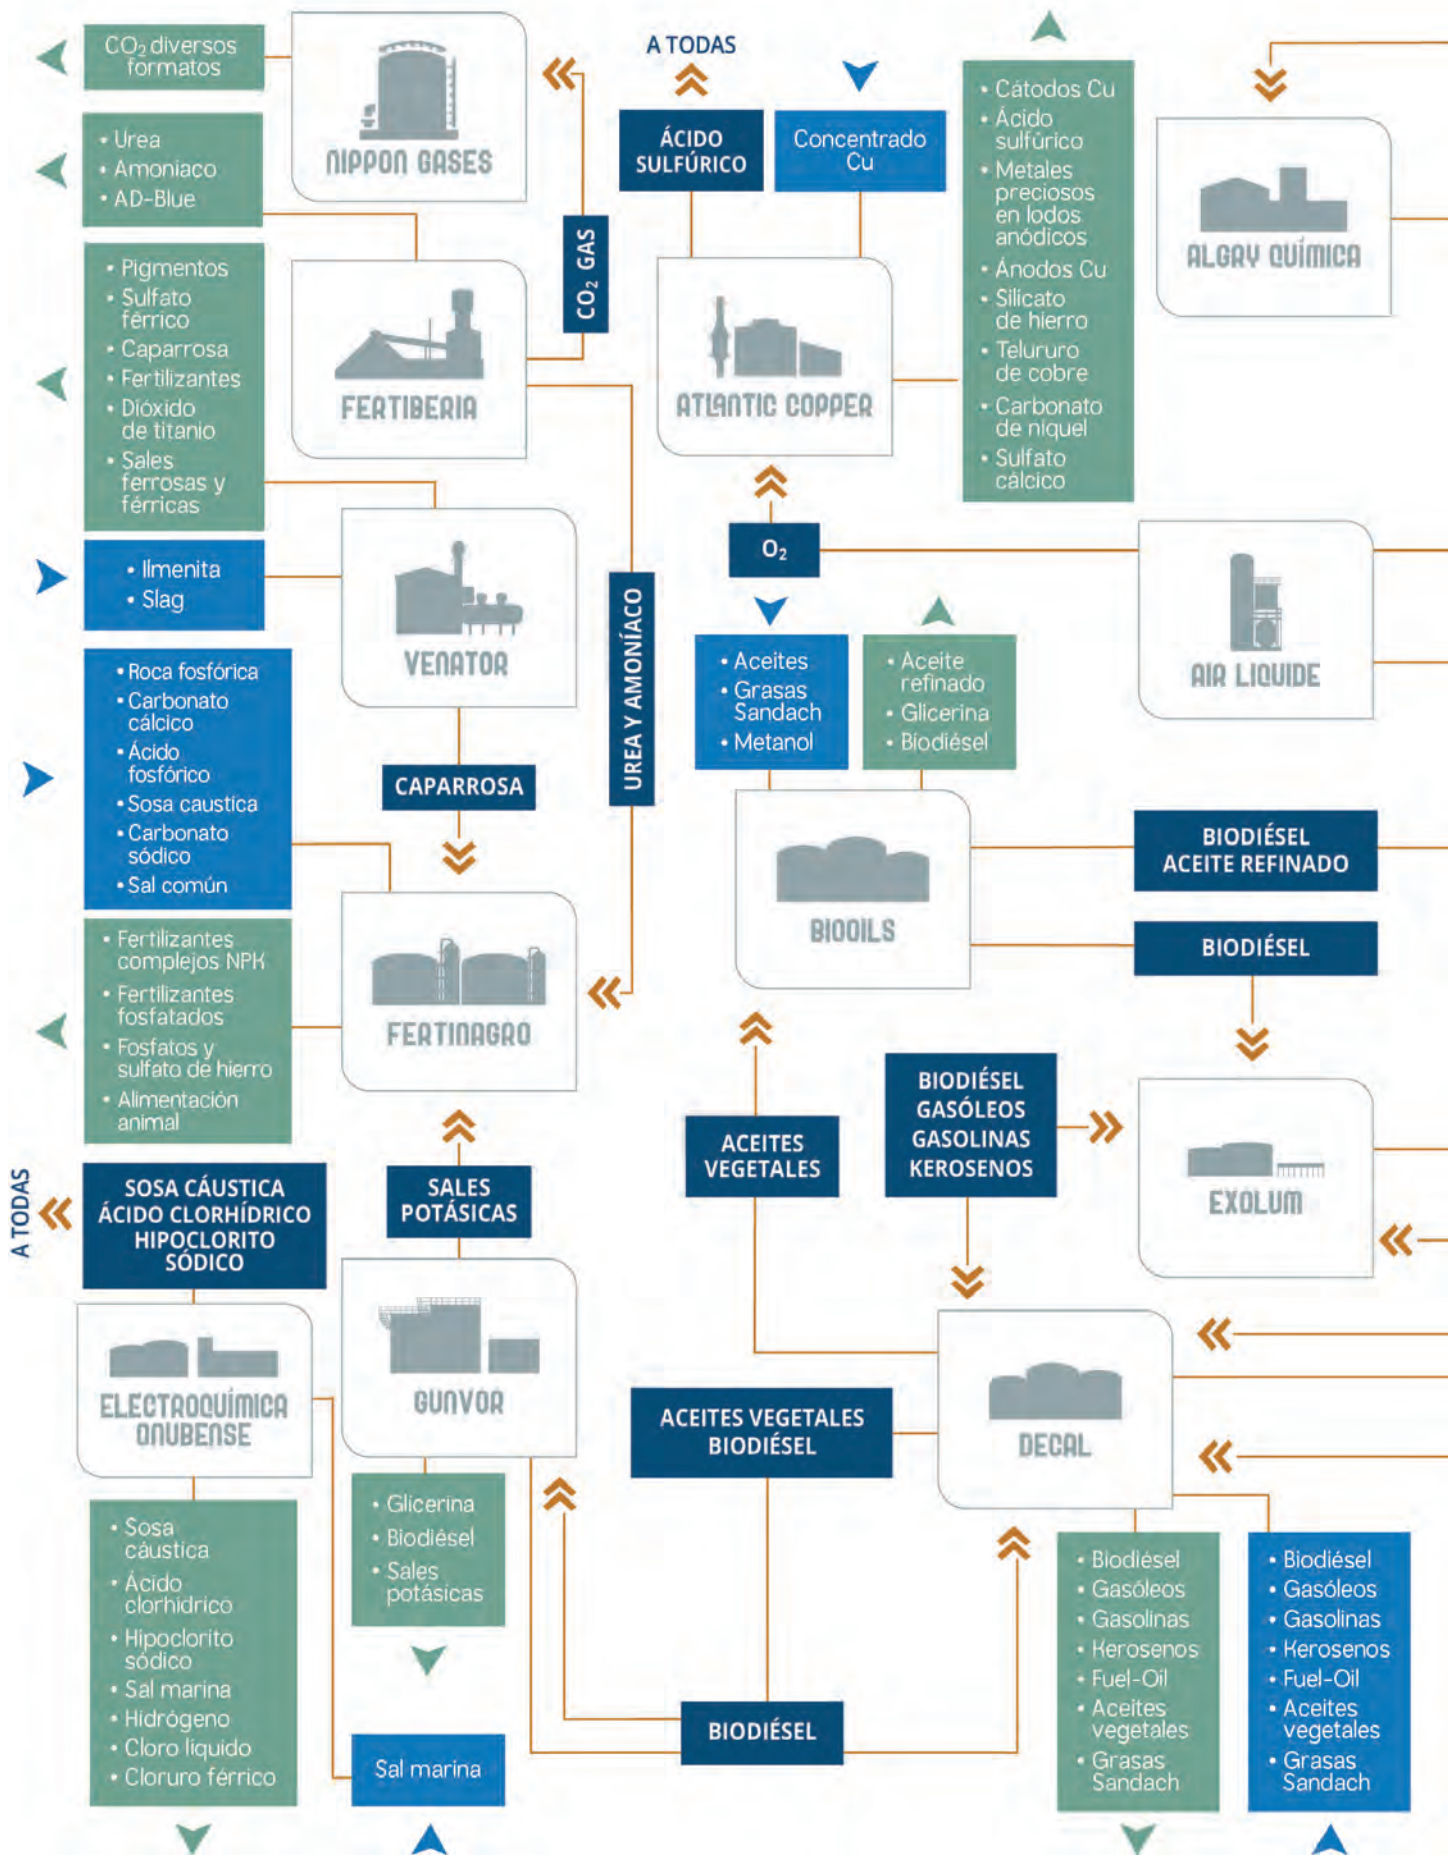 CO₂ diversos
formatos
NIPPON GASES
• Urea
• Amoniaco
• AD-Blue
CO₂ GAS
FERTIBERIA
• Pigmentos
• Sulfato
férrico
• Caparrosa
• Fertilizantes
• Dióxido
de titanio
• Sales
ferrosas y
férricas
• Ilmenita
• Slag
VENATOR
UREA Y AMONÍACO
• Roca fosfórica
• Carbonato
cálcico
• Ácido
fosfórico
• Sosa caustica
• Carbonato
sódico
• Sal común
CAPARROSA
• Fertilizantes
complejos NPK
• Fertilizantes
fosfatados
• Fosfatos y
sulfato de hierro
• Alimentación
animal
FERTINAGRO
A TODAS
SOSA CÁUSTICA
ÁCIDO CLORHÍDRICO
HIPOCLORITO
SÓDICO
SALES
POTÁSICAS
ELECTROQUÍMICA
ONUBENSE
GUNVOR
• Sosa
cáustica
• Ácido
clorhídrico
• Hipoclorito
sódico
• Sal marina
• Hidrógeno
• Cloro líquido
• Cloruro férrico
• Glicerina
• Biodiésel
• Sales
potásicas
Sal marina
A TODAS
ÁCIDO
SULFÚRICO
Concentrado
Cu
ATLANTIC COPPER
• Cátodos Cu
• Ácido
sulfúrico
• Metales
preciosos
en lodos
anódicos
• Ánodos Cu
• Silicato
de hierro
• Telururo
de cobre
• Carbonato
de niquel
• Sulfato
cálcico
ALGRY QUÍMICA
O₂
AIR LIQUIDE
• Aceites
• Grasas
Sandach
• Metanol
• Aceite
refinado
• Glicerina
• Biodiésel
BIOOILS
BIODIÉSEL
ACEITE REFINADO
BIODIÉSEL
ACEITES
VEGETALES
BIODIÉSEL
GASÓLEOS
GASOLINAS
KEROSENOS
EXOLUM
ACEITES VEGETALES
BIODIÉSEL
DECAL
BIODIÉSEL
• Biodiésel
• Gasóleos
• Gasolinas
• Kerosenos
• Fuel-Oil
• Aceites
vegetales
• Grasas
Sandach
• Biodiésel
• Gasóleos
• Gasolinas
• Kerosenos
• Fuel-Oil
• Aceites
vegetales
• Grasas
Sandach